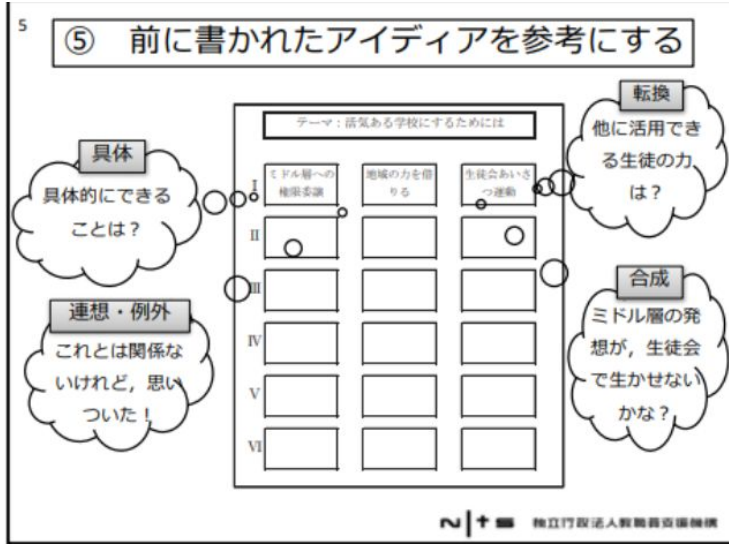 5
⑤ 前に書かれたアイディアを参考にする
テーマ：活気ある学校にするためには
具体
具体的にできる
ことは？
転換
他に活用でき
る生徒の力
は？
Ⅰ
ミドル層への
権限委譲
地域の力を借
りる
生徒会あいさ
つ運動
Ⅱ
Ⅲ
Ⅳ
Ⅴ
Ⅵ
連想・例外
これとは関係な
いけれど，思い
ついた！
合成
ミドル層の発
想が，生徒会
で生かせない
かな？
独立行政法人教職員支援機構